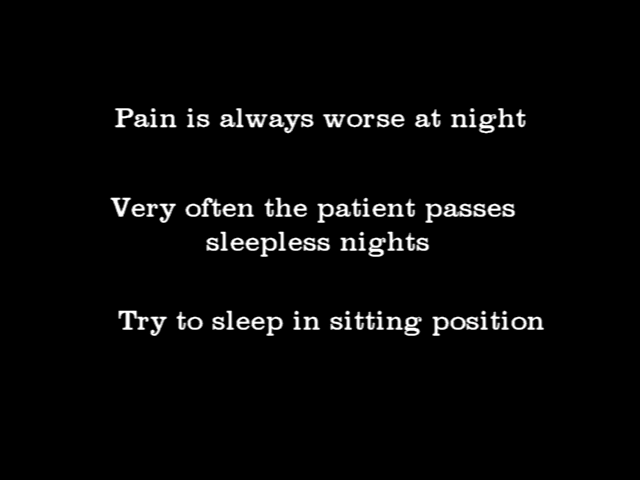 Pain is always worse at night
Very often the patient passes
sleepless nights
Try to sleep in sitting position